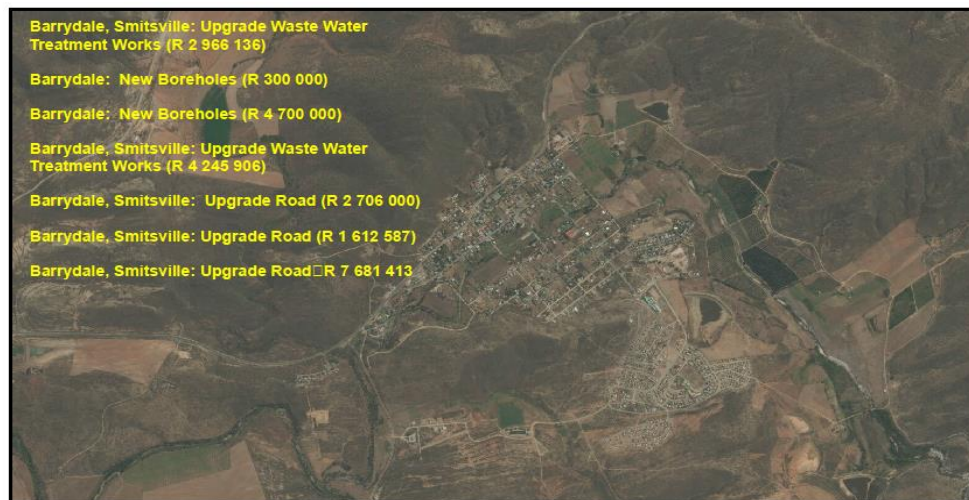 Barrydale, Smitsville: Upgrade Waste Water
Treatment Works (R 2 966 136)
Barrydale:  New Boreholes (R 300 000)
Barrydale:  New Boreholes (R 4 700 000)
Barrydale, Smitsville: Upgrade Waste Water
Treatment Works (R 4 245 906)
Barrydale, Smitsville:  Upgrade Road (R 2 706 000)
Barrydale, Smitsville: Upgrade Road (R 1 612 587)
Barrydale, Smitsville: Upgrade Road□R 7 681 413